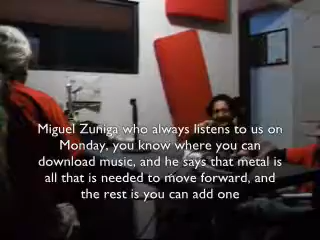 Miguel Zuniga who always listens to us on
Monday, you know where you can
download music, and he says that metal is
all that is needed to move forward, and
the rest is you can add one